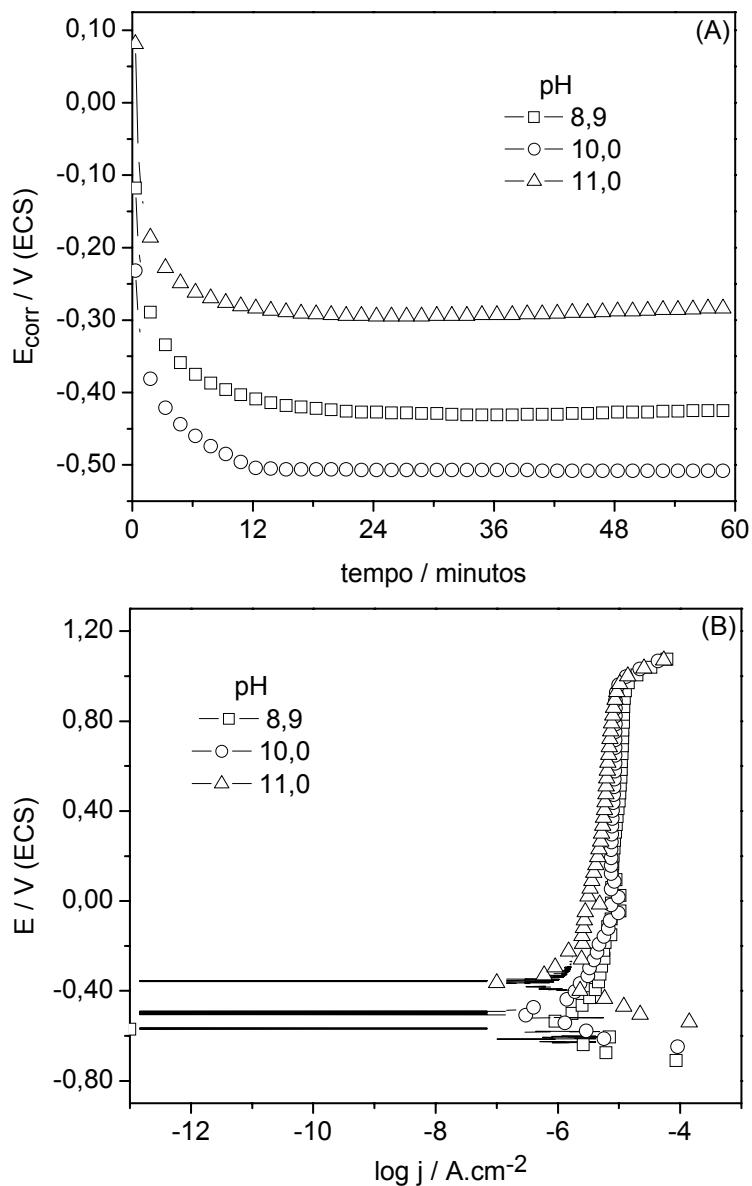 (A)
pH
8,9
10,0
11,0
0,10
0,00
-0,10
-0,20
-0,30
-0,40
-0,50
E_corr / V (ECS)
0 12 24 36 48 60
tempo / minutos
(B)
pH
8,9
10,0
11,0
1,20
0,80
0,40
0,00
-0,40
-0,80
E / V (ECS)
-12 -10 -8 -6 -4
log j / A.cm⁻²